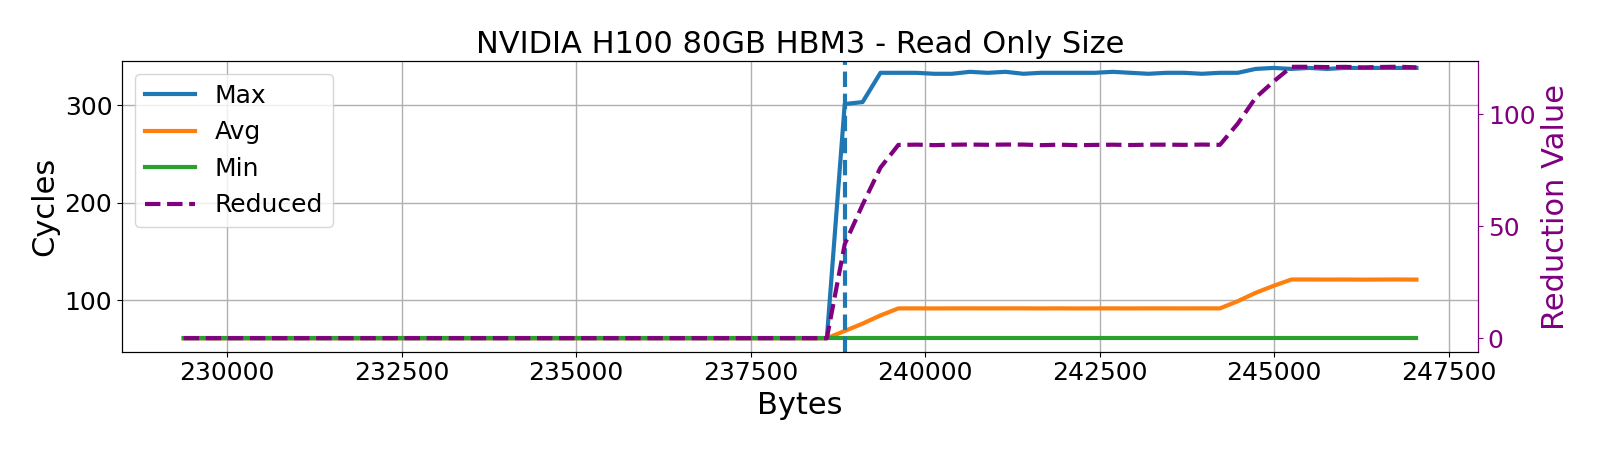 NVIDIA H100 80GB HBM3 - Read Only Size
Max
Avg
Min
Reduced
Cycles
300
200
100
100
50
0
Reduction Value
230000 232500 235000 237500 240000 242500 245000 247500
Bytes